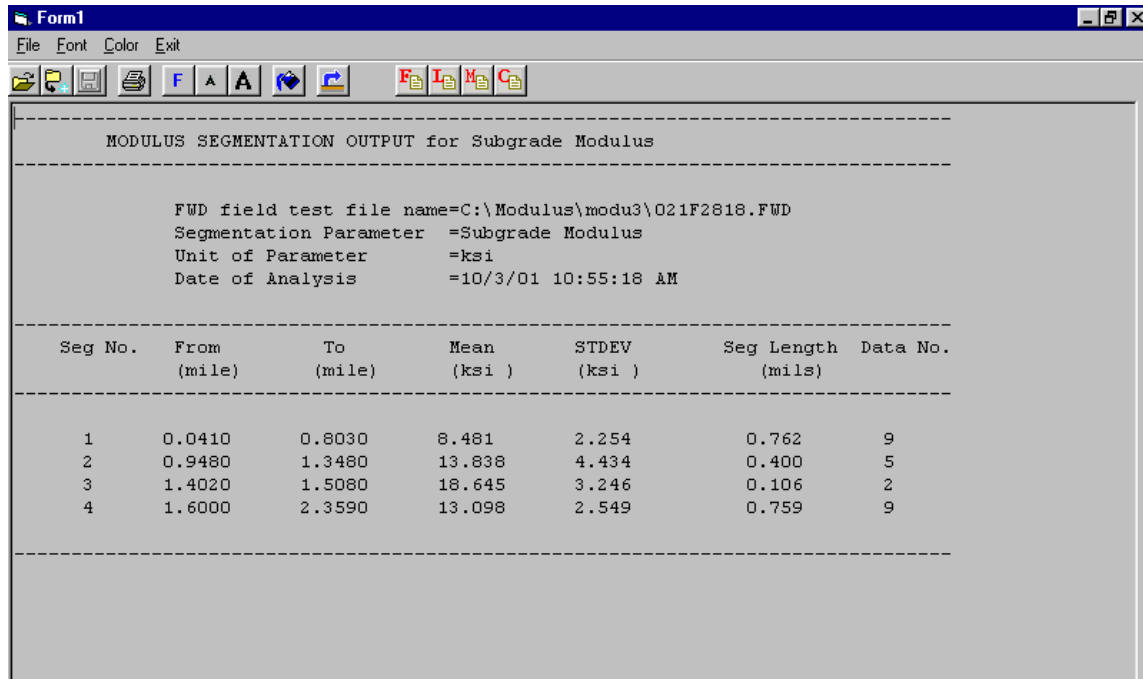 Form1
File Font Color Exit
F A A F L M C
--------------------------------------------------------------------------------
MODULUS SEGMENTATION OUTPUT for Subgrade Modulus
--------------------------------------------------------------------------------
FWD field test file name=C:\Modulus\modu3\021F2818.FWD
Segmentation Parameter =Subgrade Modulus
Unit of Parameter =ksi
Date of Analysis =10/3/01 10:55:18 AM
--------------------------------------------------------------------------------
Seg No. From To Mean STDEV Seg Length Data No.
(mile) (mile) (ksi ) (ksi ) (mils)
--------------------------------------------------------------------------------
1 0.0410 0.8030 8.481 2.254 0.762 9
2 0.9480 1.3480 13.838 4.434 0.400 5
3 1.4020 1.5080 18.645 3.246 0.106 2
4 1.6000 2.3590 13.098 2.549 0.759 9
--------------------------------------------------------------------------------